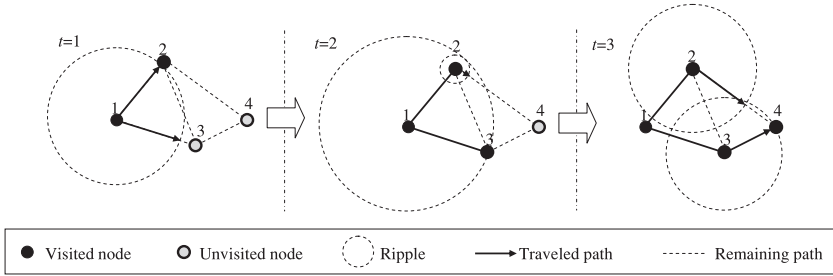 t=1
2
1
3
4
t=2
2
1
3
4
t=3
2
1
3
4
Visited node
Unvisited node
Ripple
Traveled path
Remaining path